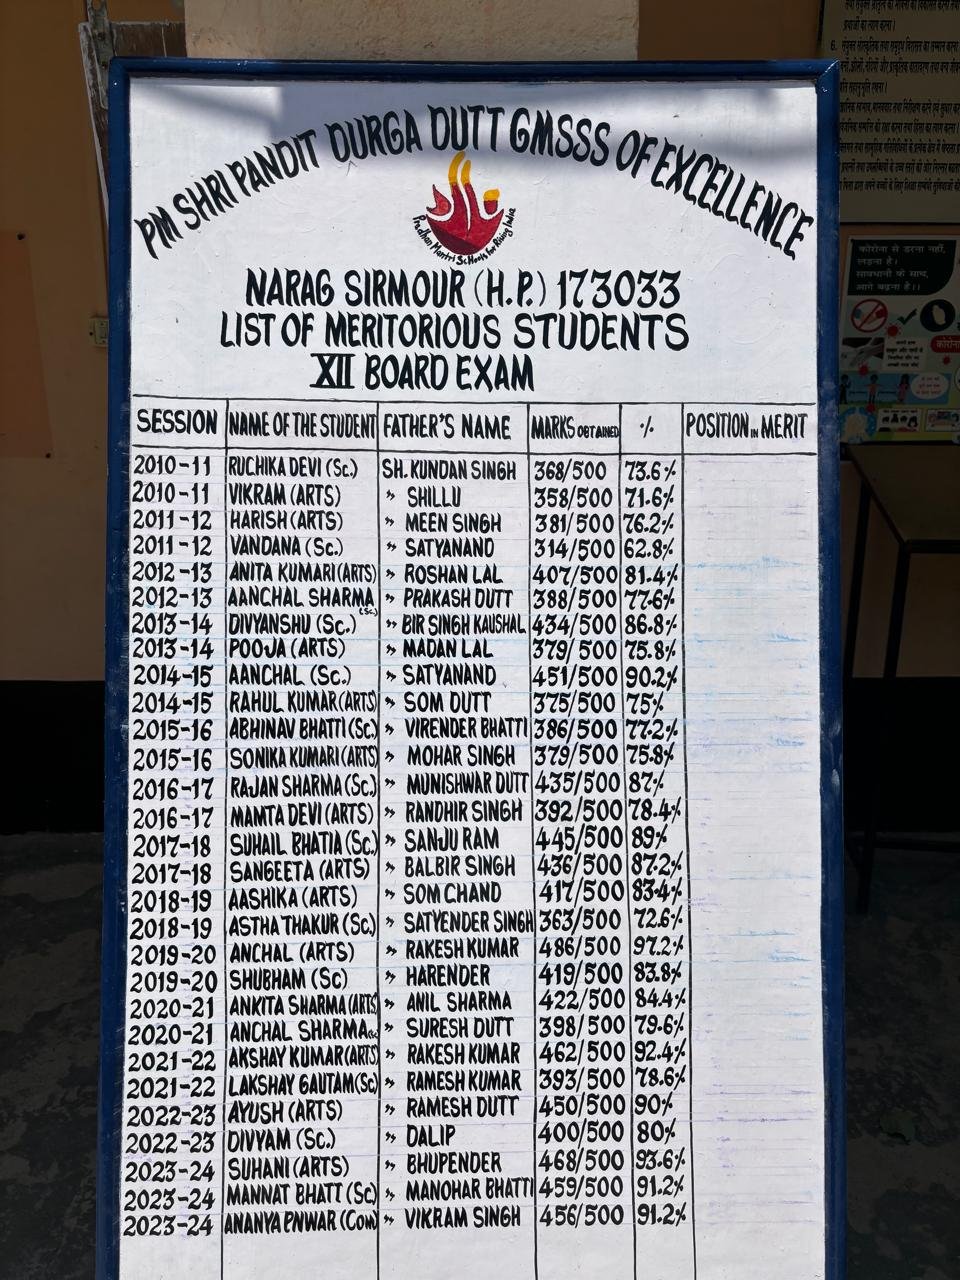 PM SHRI PANDIT DURGA DUTT GMSSS OF EXCELLENCE
Pradhan Mantri Schools for Rising India
NARAG SIRMOUR (H.P.) 173033
LIST OF MERITORIOUS STUDENTS
XII BOARD EXAM
SESSION NAME OF THE STUDENT FATHER'S NAME MARKS OBTAINED % POSITION IN MERIT
2010-11 RUCHIKA DEVI (Sc.) SH. KUNDAN SINGH 368/500 73.6%
2010-11 VIKRAM (ARTS) " SHILLU 358/500 71.6%
2011-12 HARISH (ARTS) " MEEN SINGH 381/500 76.2%
2011-12 VANDANA (Sc.) " SATYANAND 314/500 62.8%
2012-13 ANITA KUMARI (ARTS) " ROSHAN LAL 407/500 81.4%
2012-13 AANCHAL SHARMA (Sc.) " PRAKASH DUTT 388/500 77.6%
2013-14 DIVYANSHU (Sc.) " BIR SINGH KAUSHAL 434/500 86.8%
2013-14 POOJA (ARTS) " MADAN LAL 379/500 75.8%
2014-15 AANCHAL (Sc.) " SATYANAND 451/500 90.2%
2014-15 RAHUL KUMAR (ARTS) " SOM DUTT 375/500 75%
2015-16 ABHINAV BHATTI (Sc.) " VIRENDER BHATTI 386/500 77.2%
2015-16 SONIKA KUMARI (ARTS) " MOHAR SINGH 379/500 75.8%
2016-17 RAJAN SHARMA (Sc.) " MUNISHWAR DUTT 435/500 87%
2016-17 MAMTA DEVI (ARTS) " RANDHIR SINGH 392/500 78.4%
2017-18 SUHAIL BHATIA (Sc.) " SANJU RAM 445/500 89%
2017-18 SANGEETA (ARTS) " BALBIR SINGH 436/500 87.2%
2018-19 AASHIKA (ARTS) " SOM CHAND 417/500 83.4%
2018-19 ASTHA THAKUR (Sc.) " SATYENDER SINGH 363/500 72.6%
2019-20 ANCHAL (ARTS) " RAKESH KUMAR 486/500 97.2%
2019-20 SHUBHAM (Sc) " HARENDER 419/500 83.8%
2020-21 ANKITA SHARMA (ARTS) " ANIL SHARMA 422/500 84.4%
2020-21 ANCHAL SHARMA (Sc) " SURESH DUTT 398/500 79.6%
2021-22 AKSHAY KUMAR (ARTS) " RAKESH KUMAR 462/500 92.4%
2021-22 LAKSHAY GAUTAM (Sc) " RAMESH KUMAR 393/500 78.6%
2022-23 AYUSH (ARTS) " RAMESH DUTT 450/500 90%
2022-23 DIVYAM (Sc.) " DALIP 400/500 80%
2023-24 SUHANI (ARTS) " BHUPENDER 468/500 93.6%
2023-24 MANNAT BHATT (Sc) " MANOHAR BHATTI 459/500 91.2%
2023-24 ANANYA PNWAR (Com) " VIKRAM SINGH 456/500 91.2%
कोरोना से डरना नहीं,
लड़ना है।
सावधानी के साथ,
आगे बढ़ना है।।